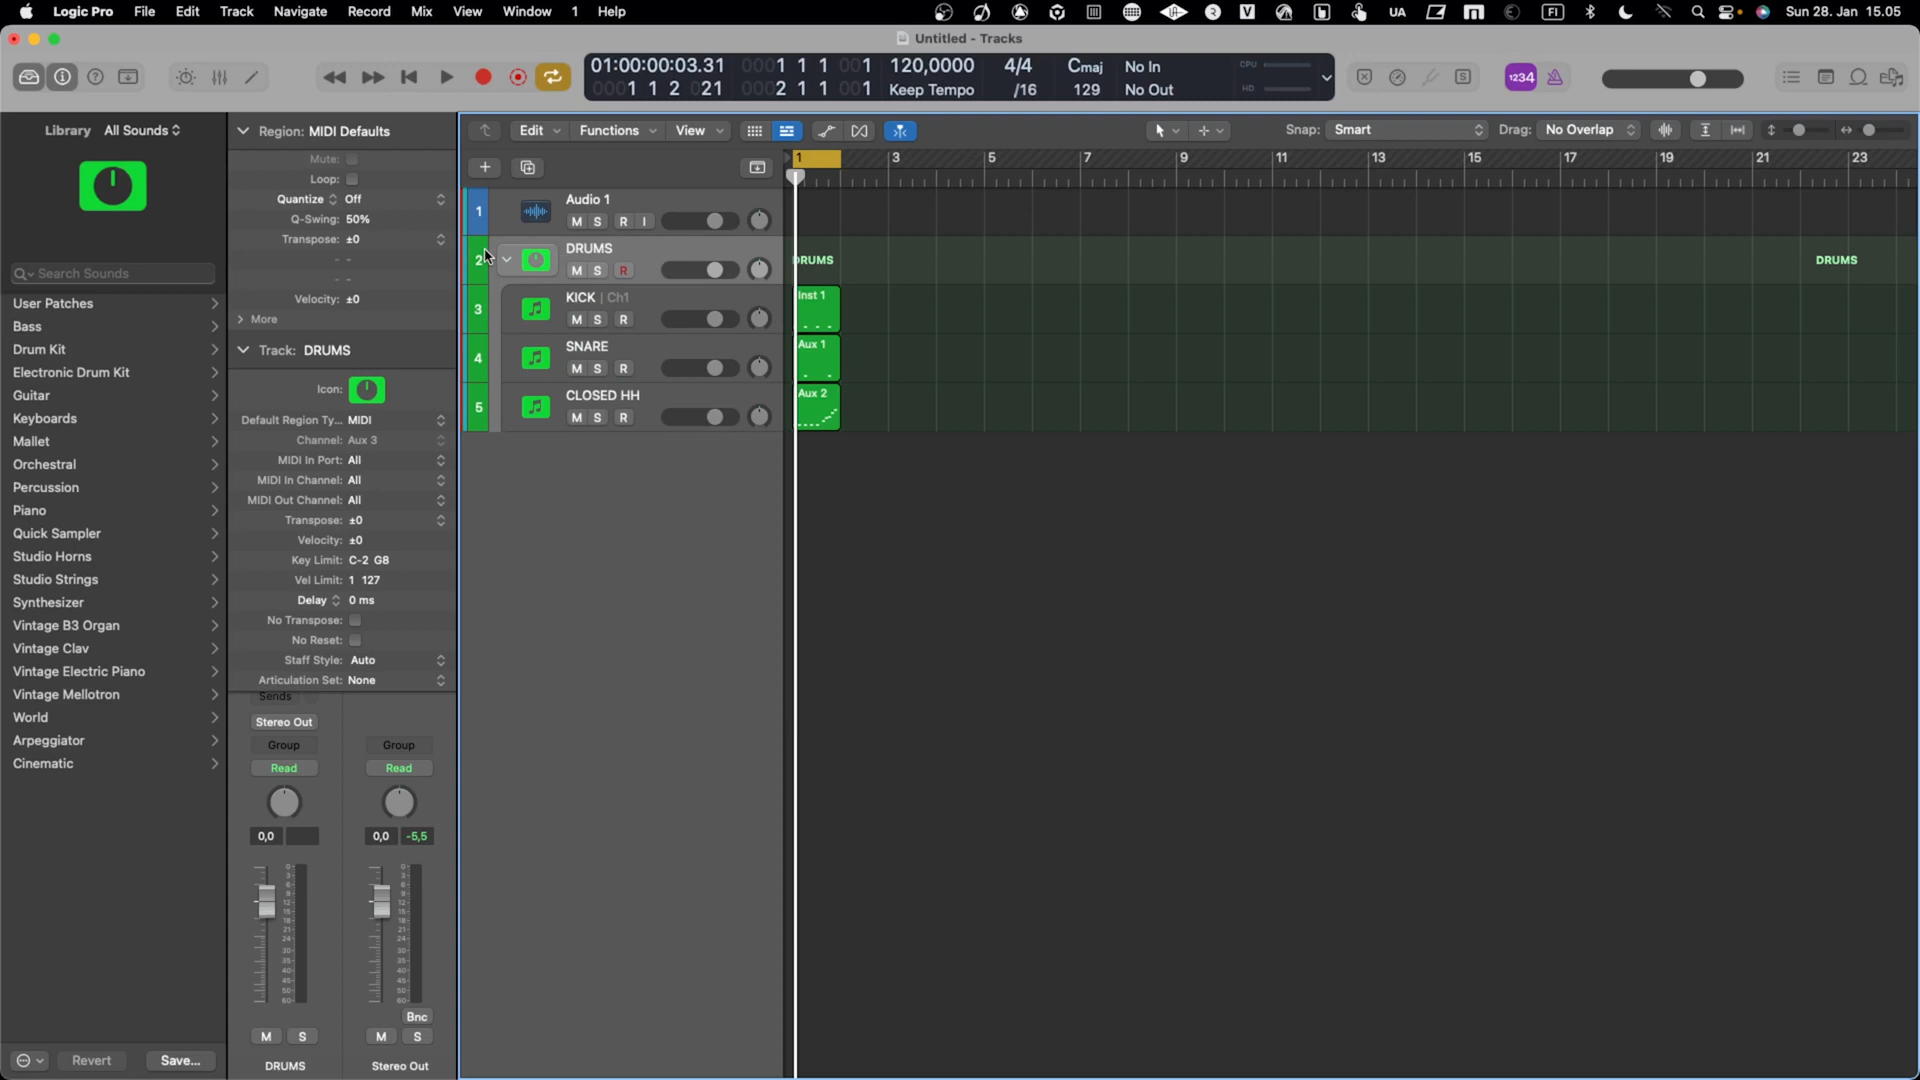 Logic Pro File Edit Track Navigate Record Mix View Window 1 Help UA FI Sun 28. Jan 15.05
Untitled - Tracks
01:00:00:03.31 0001 1 1 001 120,0000 4/4 Cmaj No In CPU
0001 1 2 021 0002 1 1 001 Keep Tempo /16 129 No Out HD
S 1234
Library All Sounds
Search Sounds
User Patches
Bass
Drum Kit
Electronic Drum Kit
Guitar
Keyboards
Mallet
Orchestral
Percussion
Piano
Quick Sampler
Studio Horns
Studio Strings
Synthesizer
Vintage B3 Organ
Vintage Clav
Vintage Electric Piano
Vintage Mellotron
World
Arpeggiator
Cinematic
Revert Save...
Region: MIDI Defaults
Mute:
Loop:
Quantize Off
Q-Swing: 50%
Transpose: ±0
Velocity: ±0
More
Track: DRUMS
Icon:
Default Region Ty... MIDI
Channel: Aux 3
MIDI In Port: All
MIDI In Channel: All
MIDI Out Channel: All
Transpose: ±0
Velocity: ±0
Key Limit: C-2 G8
Vel Limit: 1 127
Delay 0 ms
No Transpose:
No Reset:
Staff Style: Auto
Articulation Set: None
Sends
Stereo Out
Group Group
Read Read
0,0 0,0 -5,5
Bnc
M S M S
DRUMS Stereo Out
Edit Functions View Snap: Smart Drag: No Overlap
1 3 5 7 9 11 13 15 17 19 21 23
1 Audio 1
M S R I
2 DRUMS
M S R
DRUMS DRUMS
3 KICK | Ch1
M S R
Inst 1
4 SNARE
M S R
Aux 1
5 CLOSED HH
M S R
Aux 2